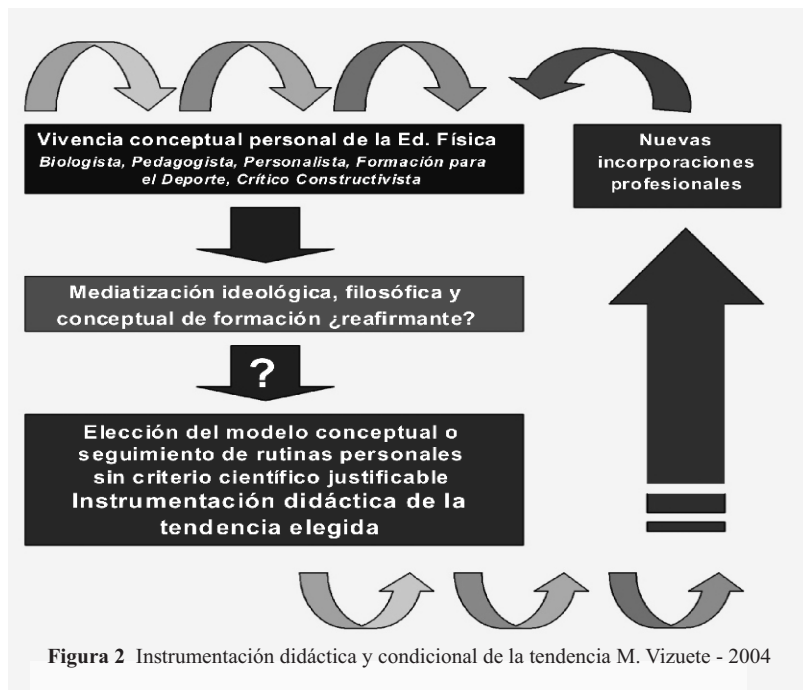 Vivencia conceptual personal de la Ed. Física
Biologista, Pedagogista, Personalista, Formación para
el Deporte, Crítico Constructivista
Nuevas
incorporaciones
profesionales
Mediatización ideológica, filosófica y
conceptual de formación ¿reafirmante?
?
Elección del modelo conceptual o
seguimiento de rutinas personales
sin criterio científico justificable
Instrumentación didáctica de la
tendencia elegida
Figura 2 Instrumentación didáctica y condicional de la tendencia M. Vizuete - 2004